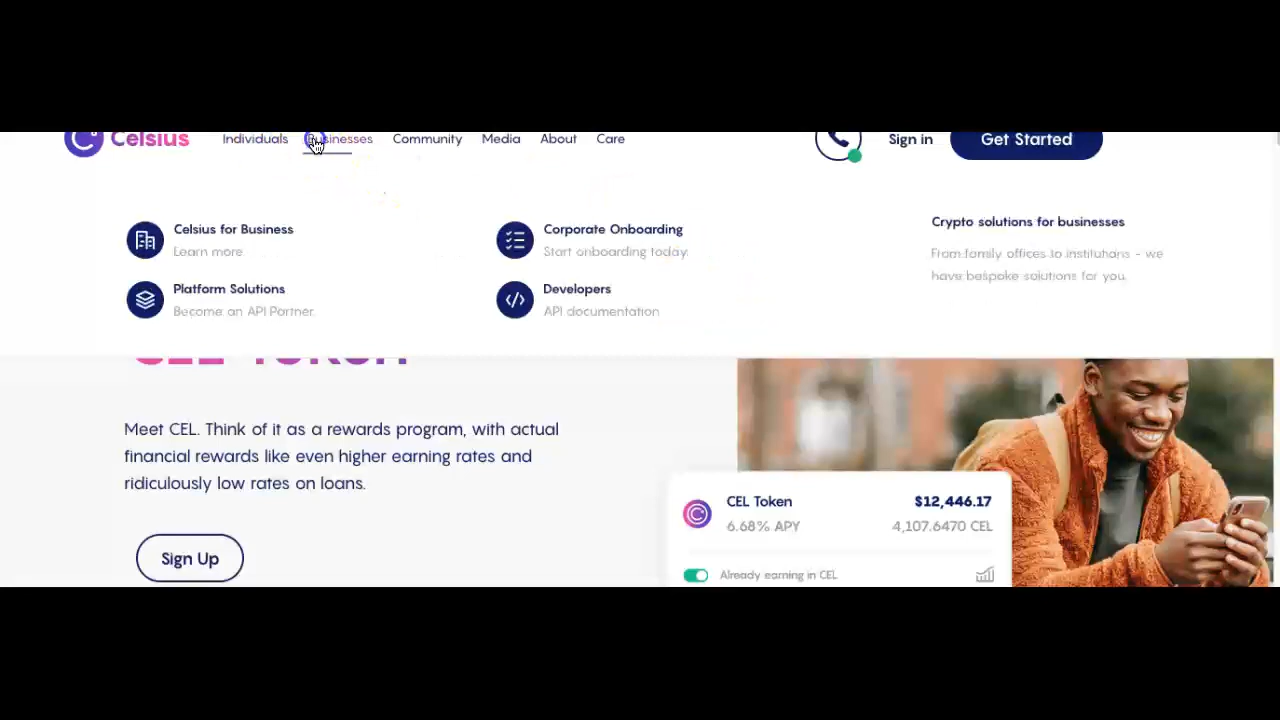 Celsius Individuals Businesses Community Media About Care Sign in Get Started
Celsius for Business
Learn more
Platform Solutions
Become an API Partner
Corporate Onboarding
Start onboarding today
Developers
API documentation
Crypto solutions for businesses
From family offices to institutions - we
have bespoke solutions for you.
CEL TOKEN
Meet CEL. Think of it as a rewards program, with actual
financial rewards like even higher earning rates and
ridiculously low rates on loans.
Sign Up
CEL Token $12,446.17
6.68% APY 4,107.6470 CEL
Already earning in CEL